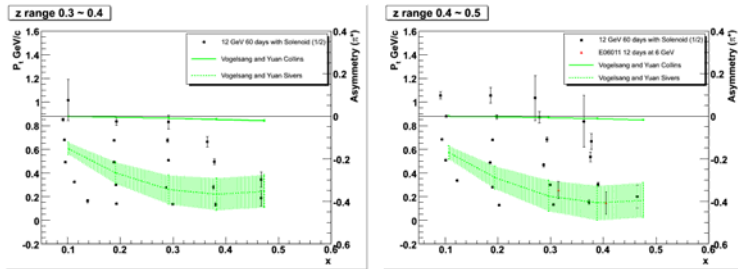 z range 0.3 ~ 0.4
P_t GeV/c
1.6
1.4
1.2
1
0.8
0.6
0.4
0.2
0
-0.2
12 GeV 60 days with Solenoid (1/2)
Vogelsang and Yuan Collins
Vogelsang and Yuan Sivers
0.4
0.2
0
-0.2
-0.4
-0.6
Asymmetry (π⁺)
0 0.1 0.2 0.3 0.4 0.5 0.6
x
z range 0.4 ~ 0.5
P_t GeV/c
1.6
1.4
1.2
1
0.8
0.6
0.4
0.2
0
-0.2
12 GeV 60 days with Solenoid (1/2)
E06011 12 days at 6 GeV
Vogelsang and Yuan Collins
Vogelsang and Yuan Sivers
0.4
0.2
0
-0.2
-0.4
-0.6
Asymmetry (π⁺)
0 0.1 0.2 0.3 0.4 0.5 0.6
x